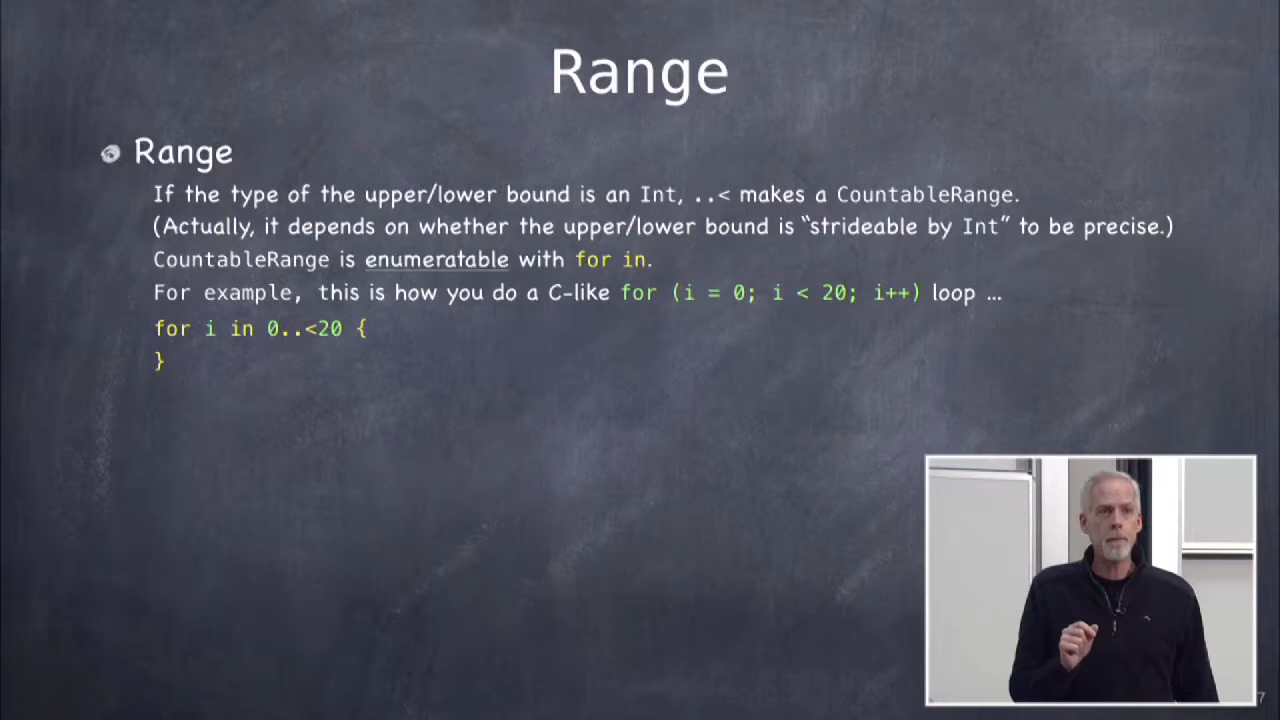 Range
Range
If the type of the upper/lower bound is an Int, ..< makes a CountableRange.
(Actually, it depends on whether the upper/lower bound is “strideable by Int” to be precise.)
CountableRange is enumeratable with for in.
For example, this is how you do a C-like for (i = 0; i < 20; i++) loop ...
for i in 0..<20 {
}
7